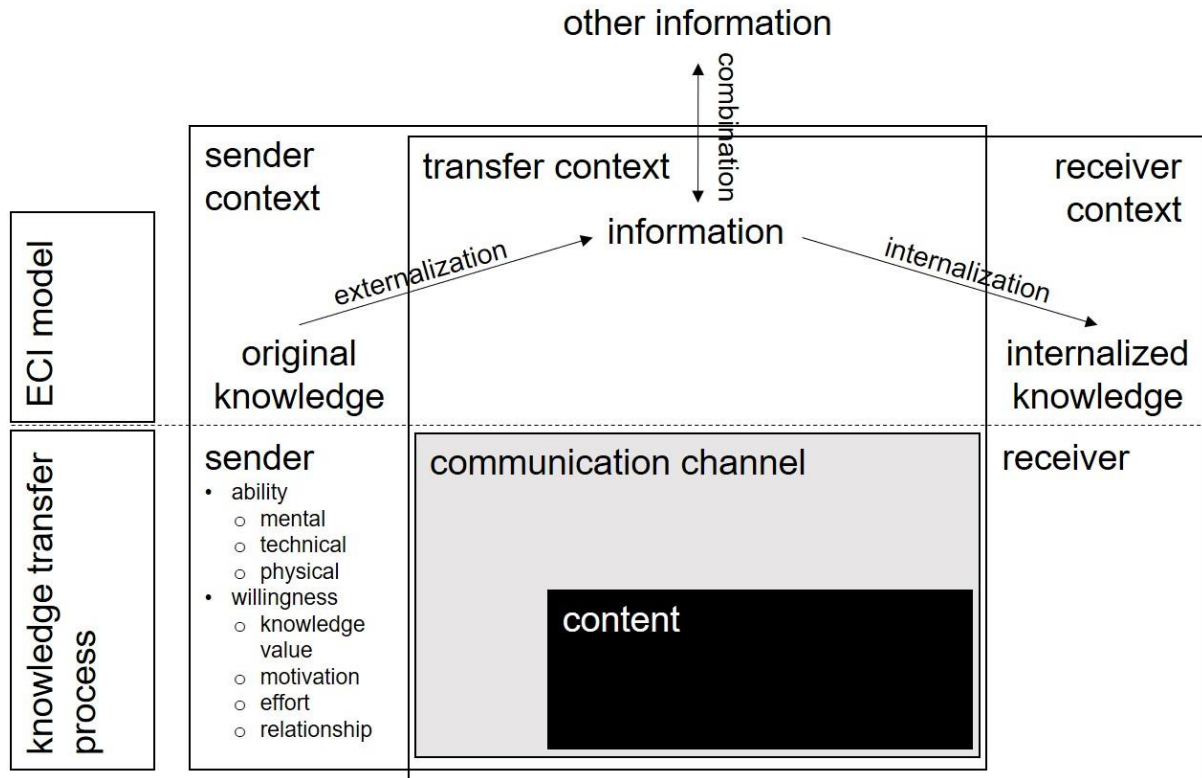 other information
combination
sender
context
transfer context
receiver
context
information
externalization
internalization
ECI model
original
knowledge
internalized
knowledge
knowledge transfer
process
sender
• ability
o mental
o technical
o physical
• willingness
o knowledge
value
o motivation
o effort
o relationship
communication channel
content
receiver